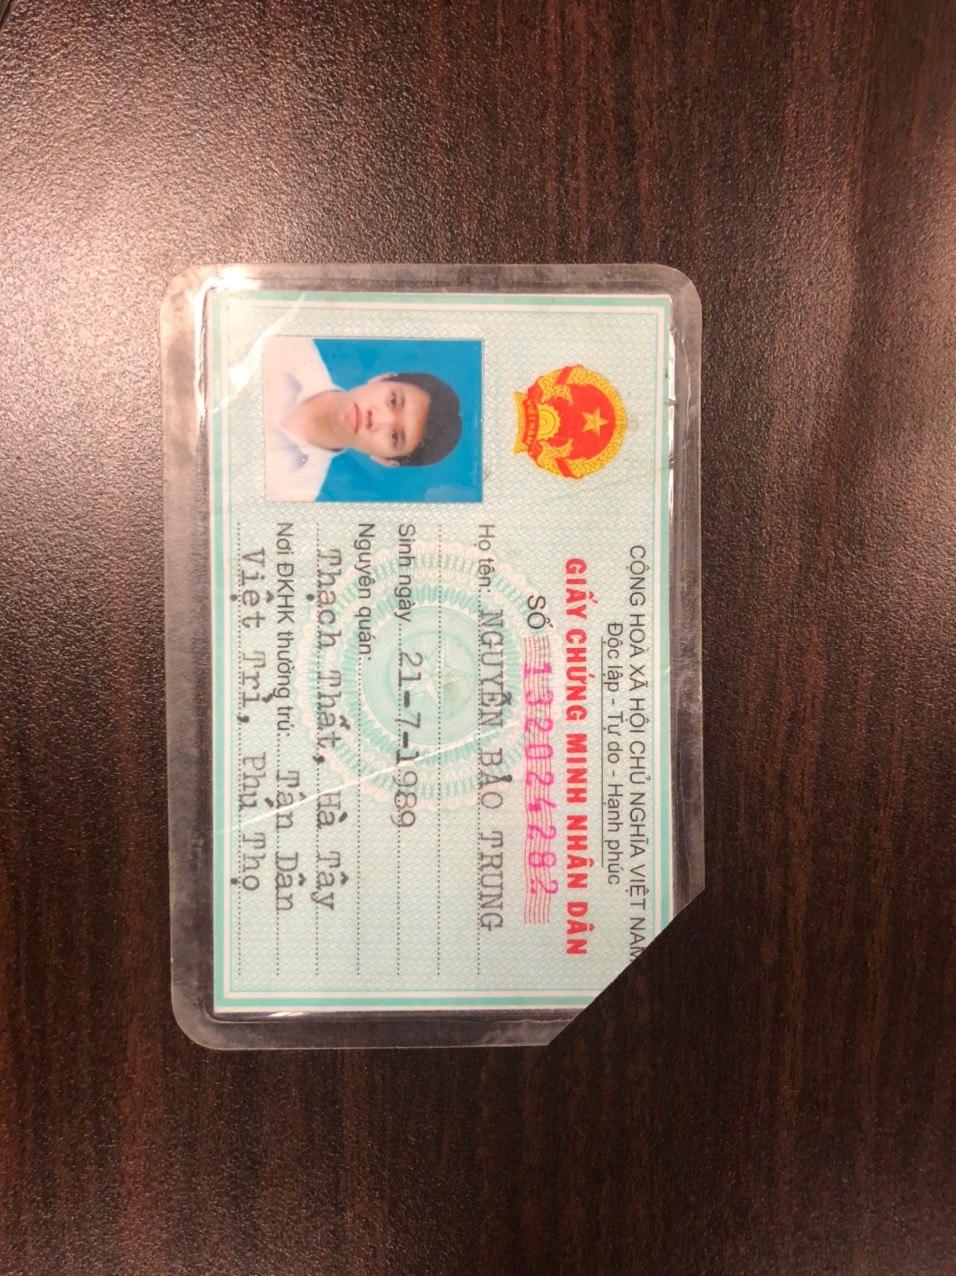 CỘNG HOÀ XÃ HỘI CHỦ NGHĨA VIỆT NAM
Độc lập - Tự do - Hạnh phúc
GIẤY CHỨNG MINH NHÂN DÂN
SỐ 132024282
Họ tên: NGUYỄN BẢO TRUNG
Sinh ngày 21-7-1989
Nguyên quán:
Thạch Thất, Hà Tây
Nơi ĐKHK thường trú: Tân Dân
Việt Trì, Phú Thọ
VIỆT NAM